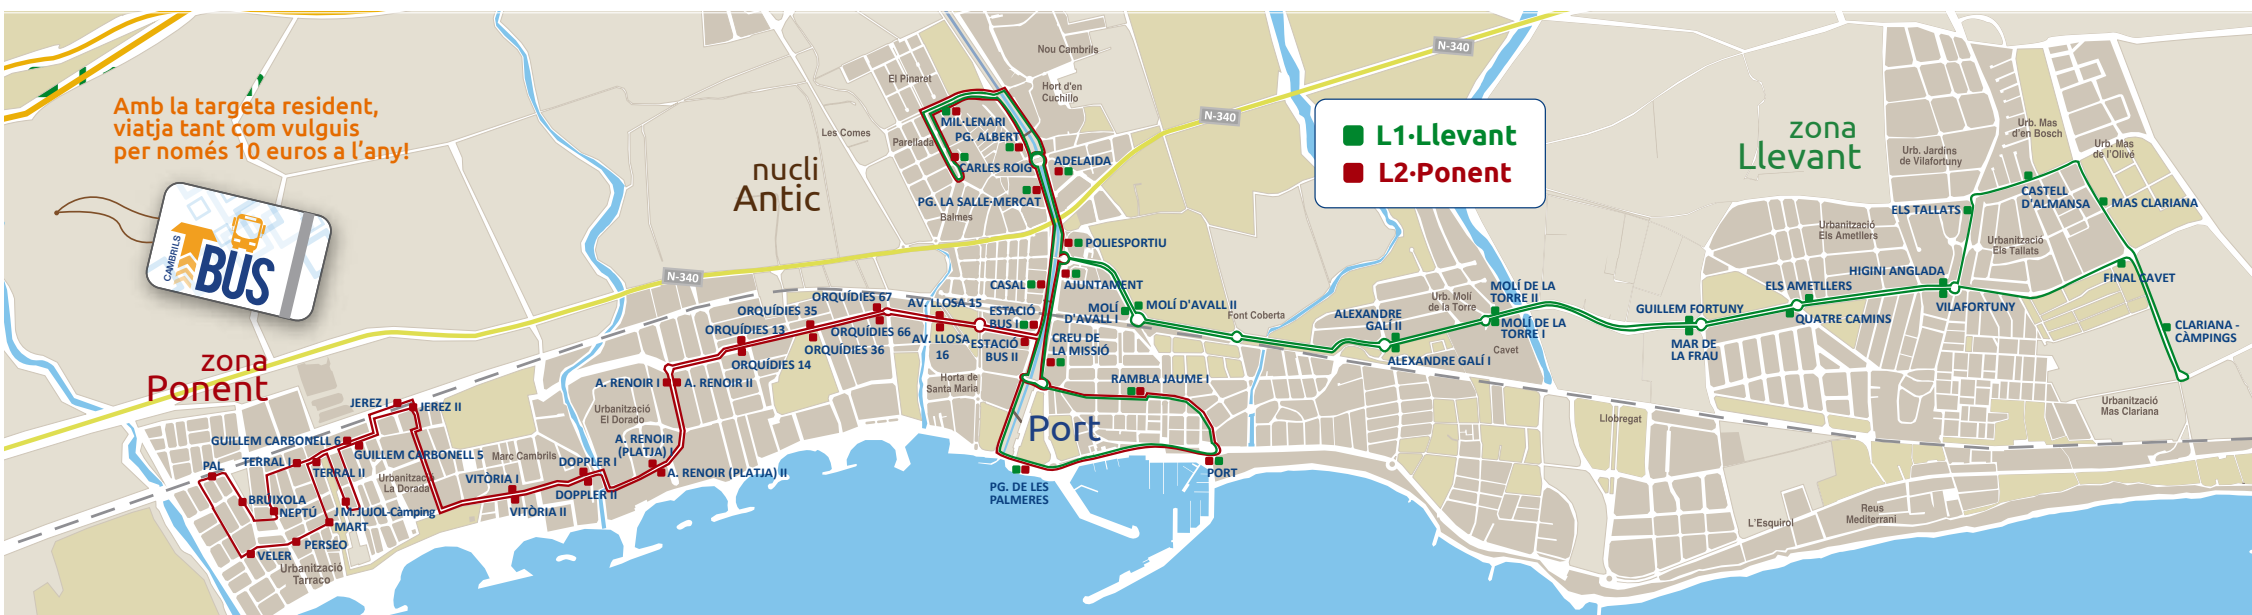 Amb la targeta resident,
viatja tant com vulguis
per només 10 euros a l'any!
CAMBRILS
BUS
nucli
Antic
zona
Ponent
zona
Llevant
Port
L1·Llevant
L2·Ponent
N-340
N-340
N-340
Nou Cambrils
El Pinaret
Hort d'en
Cuchillo
Les Comes
Parellada
Balmes
MIL·LENARI
PG. ALBERT
CARLES ROIG
ADELAIDA
PG. LA SALLE·MERCAT
POLIESPORTIU
CASAL
AJUNTAMENT
ESTACIÓ
BUS I
ESTACIÓ
BUS II
MOLÍ
D'AVALL I
MOLÍ D'AVALL II
CREU DE
LA MISSIÓ
RAMBLA JAUME I
PORT
PG. DE LES
PALMERES
Horta de
Santa Maria
Font Coberta
AV. LLOSA 15
AV. LLOSA
16
ORQUÍDIES 67
ORQUÍDIES 66
ORQUÍDIES 35
ORQUÍDIES 36
ORQUÍDIES 13
ORQUÍDIES 14
A. RENOIR I
A. RENOIR II
Urbanització
El Dorado
A. RENOIR
(PLATJA) I
A. RENOIR (PLATJA) II
DOPPLER I
DOPPLER II
Marc Cambrils
VITÒRIA I
VITÒRIA II
JEREZ I
JEREZ II
GUILLEM CARBONELL 6
GUILLEM CARBONELL 5
TERRAL I
TERRAL II
Urbanització
La Dorada
PAL
BRUIXOLA
NEPTÚ
J.M. JUJOL-Càmping
MART
PERSEO
VELER
Urbanització
Tarraco
ALEXANDRE
GALÍ II
ALEXANDRE GALÍ I
Urb. Molí
de la Torre
MOLÍ DE LA
TORRE II
MOLÍ DE LA
TORRE I
Cavet
GUILLEM FORTUNY
MAR DE
LA FRAU
ELS AMETLLERS
QUATRE CAMINS
Urbanització
Els Ametllers
HIGINI ANGLADA
VILAFORTUNY
Urb. Jardins
de Vilafortuny
ELS TALLATS
Urbanització
Els Tallats
Urb. Mas
d'en Bosch
CASTELL
D'ALMANSA
Urb. Mas
de l'Olivé
MAS CLARIANA
FINAL CAVET
CLARIANA -
CÀMPINGS
Urbanització
Mas Clariana
Llobregat
L'Esquirol
Reus
Mediterrani